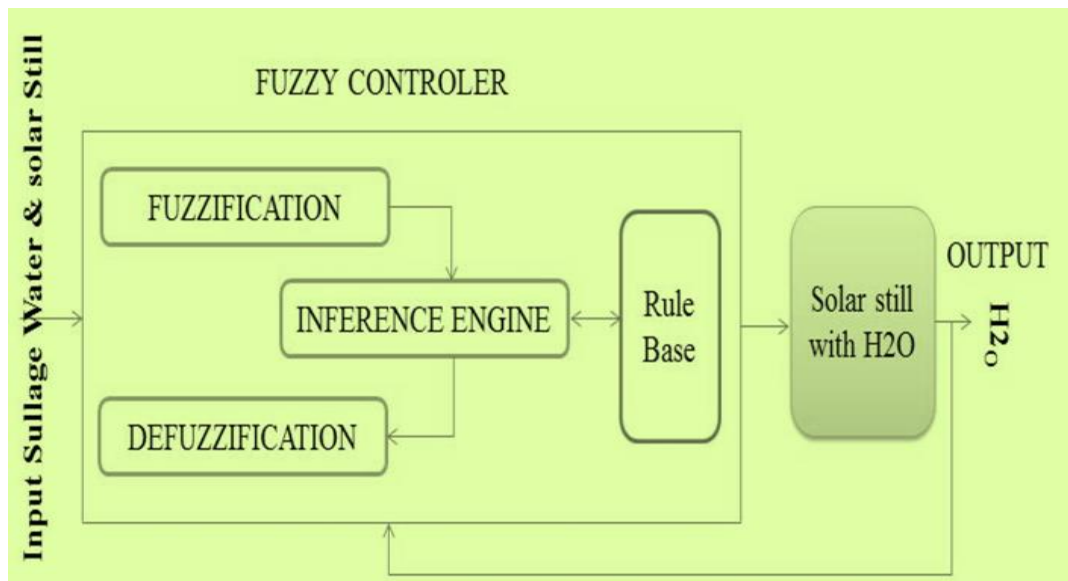 Input Sullage Water & solar Still
FUZZY CONTROLER
FUZZIFICATION
INFERENCE ENGINE
DEFUZZIFICATION
Rule
Base
Solar still
with H2O
OUTPUT
H2O